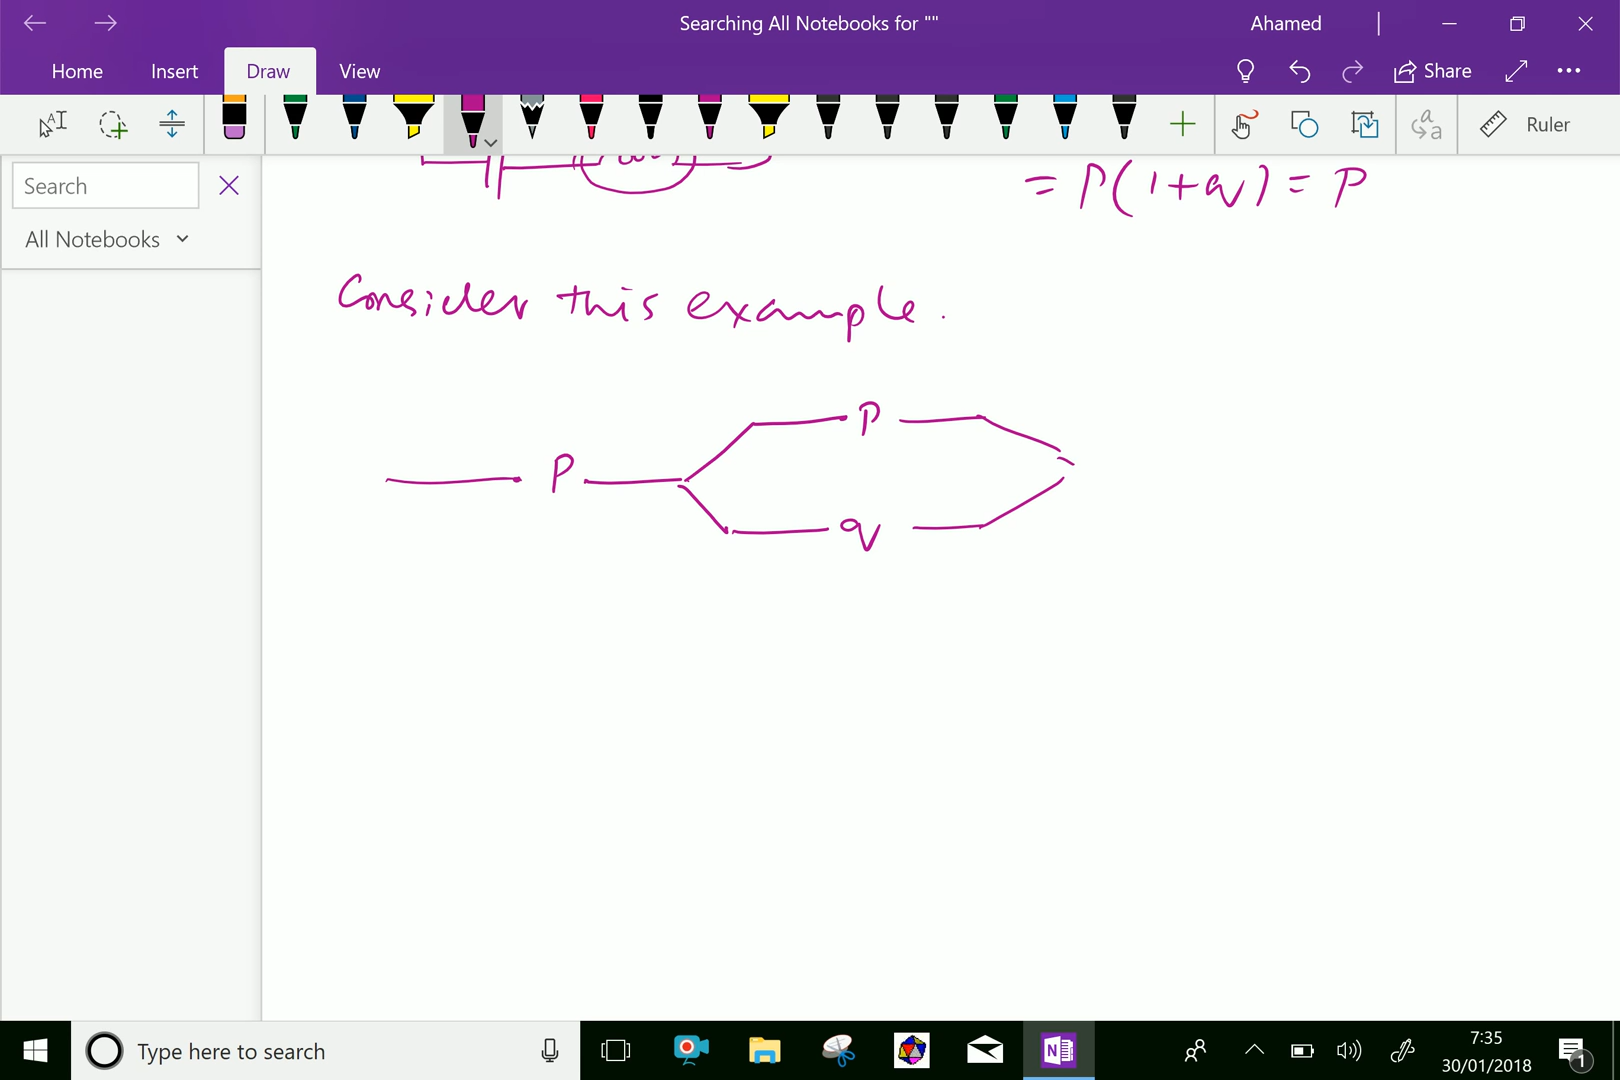 Searching All Notebooks for ""
Ahamed
Home Insert Draw View
Share
Ruler
Search
All Notebooks
= P(1+q) = P
Consider this example.
P
P
q
Type here to search
7:35
30/01/2018
1